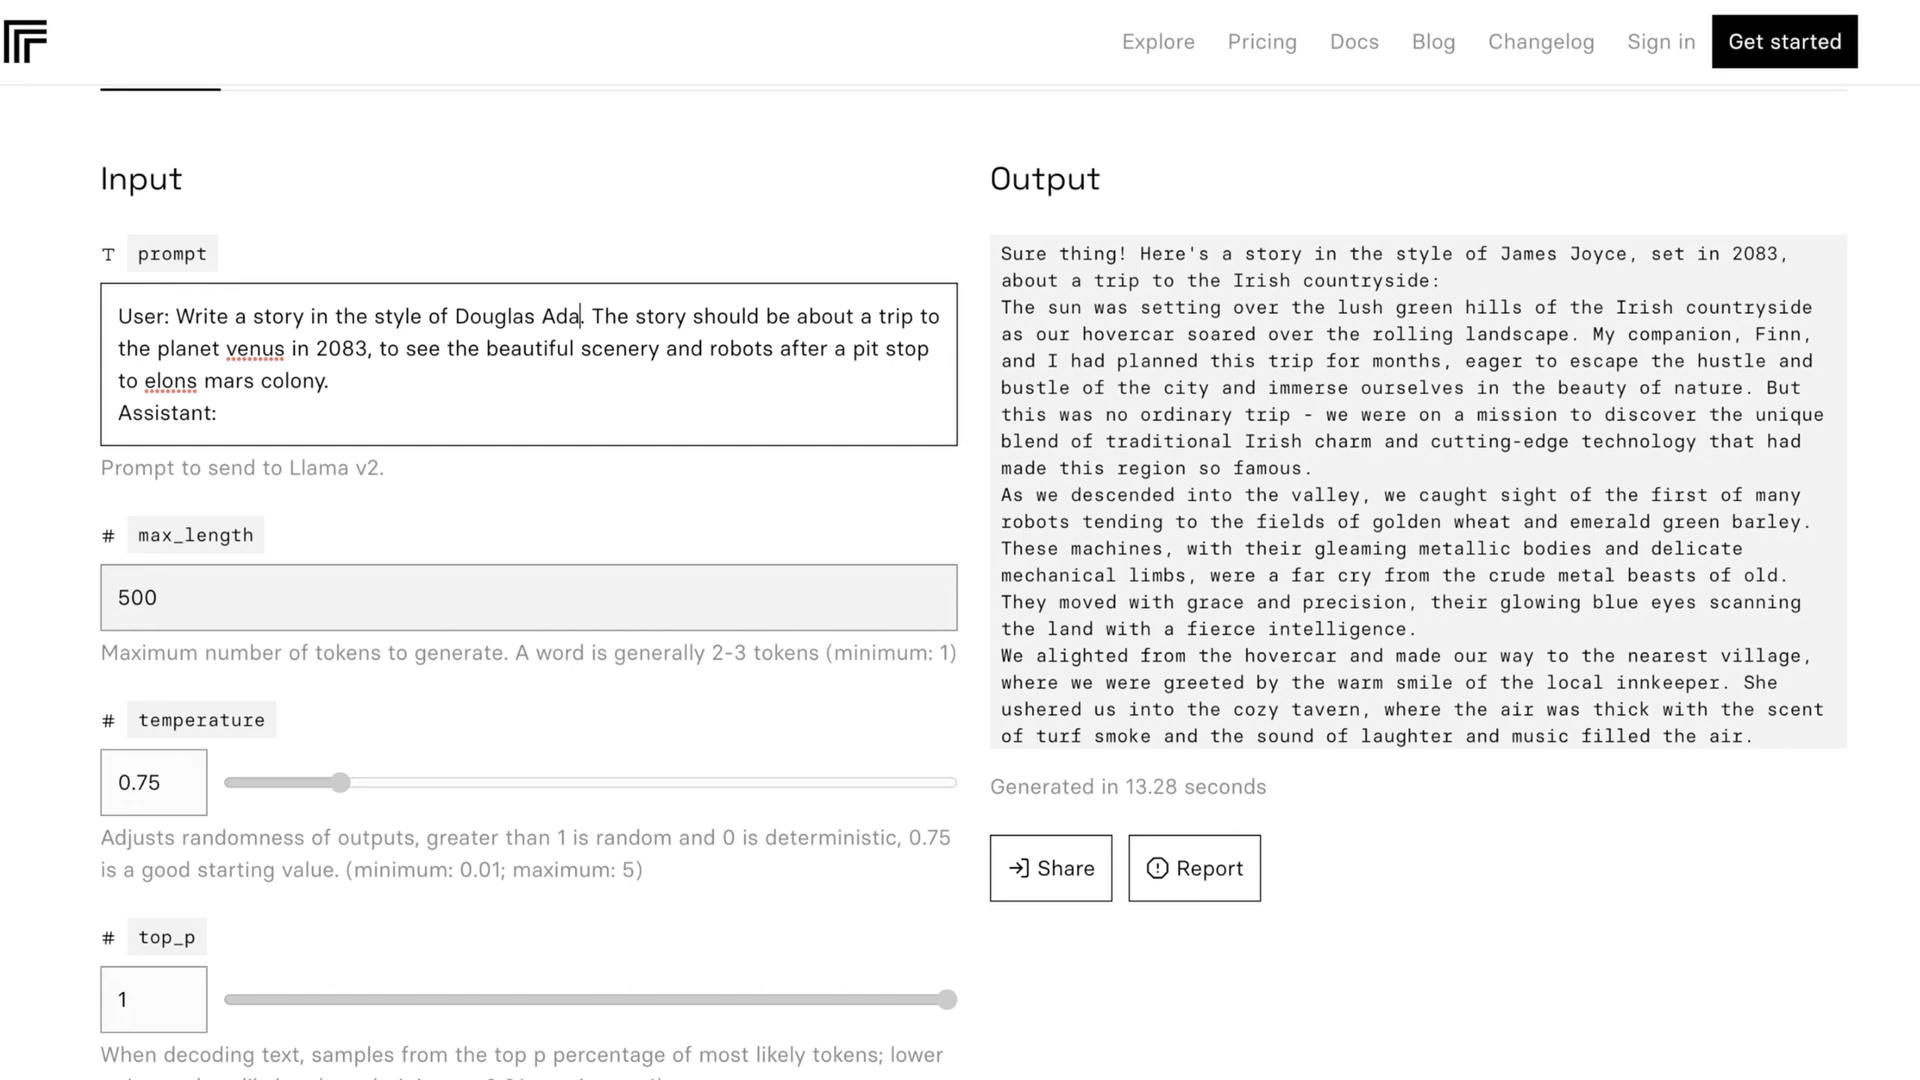 Explore Pricing Docs Blog Changelog Sign in Get started
Input
T prompt
User: Write a story in the style of Douglas Ada. The story should be about a trip to
the planet venus in 2083, to see the beautiful scenery and robots after a pit stop
to elons mars colony.
Assistant:
Prompt to send to Llama v2.
# max_length
500
Maximum number of tokens to generate. A word is generally 2-3 tokens (minimum: 1)
# temperature
0.75
Adjusts randomness of outputs, greater than 1 is random and 0 is deterministic, 0.75
is a good starting value. (minimum: 0.01; maximum: 5)
# top_p
1
When decoding text, samples from the top p percentage of most likely tokens; lower
Output
Sure thing! Here's a story in the style of James Joyce, set in 2083,
about a trip to the Irish countryside:
The sun was setting over the lush green hills of the Irish countryside
as our hovercar soared over the rolling landscape. My companion, Finn,
and I had planned this trip for months, eager to escape the hustle and
bustle of the city and immerse ourselves in the beauty of nature. But
this was no ordinary trip - we were on a mission to discover the unique
blend of traditional Irish charm and cutting-edge technology that had
made this region so famous.
As we descended into the valley, we caught sight of the first of many
robots tending to the fields of golden wheat and emerald green barley.
These machines, with their gleaming metallic bodies and delicate
mechanical limbs, were a far cry from the crude metal beasts of old.
They moved with grace and precision, their glowing blue eyes scanning
the land with a fierce intelligence.
We alighted from the hovercar and made our way to the nearest village,
where we were greeted by the warm smile of the local innkeeper. She
ushered us into the cozy tavern, where the air was thick with the scent
of turf smoke and the sound of laughter and music filled the air.
Generated in 13.28 seconds
Share Report